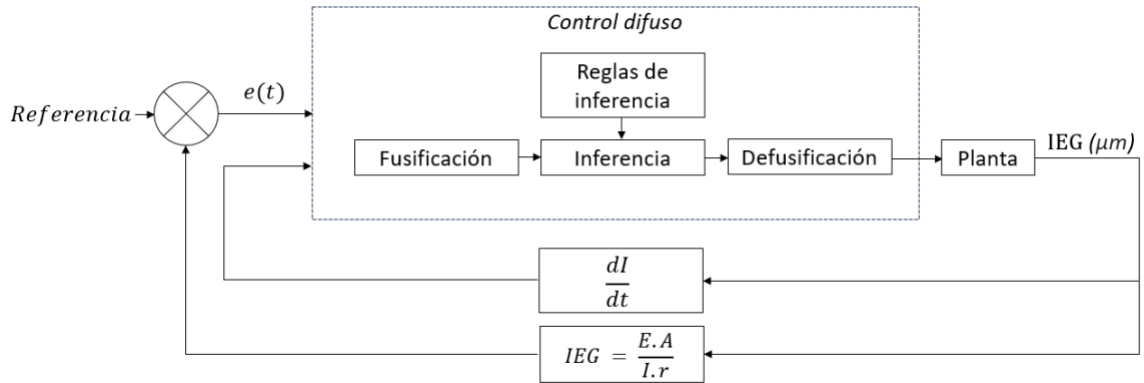 Control difuso
Reglas de
inferencia
Referencia
e(t)
Fusificación
Inferencia
Defusificación
Planta
IEG (μm)
dI
dt
IEG = E.A
I.r